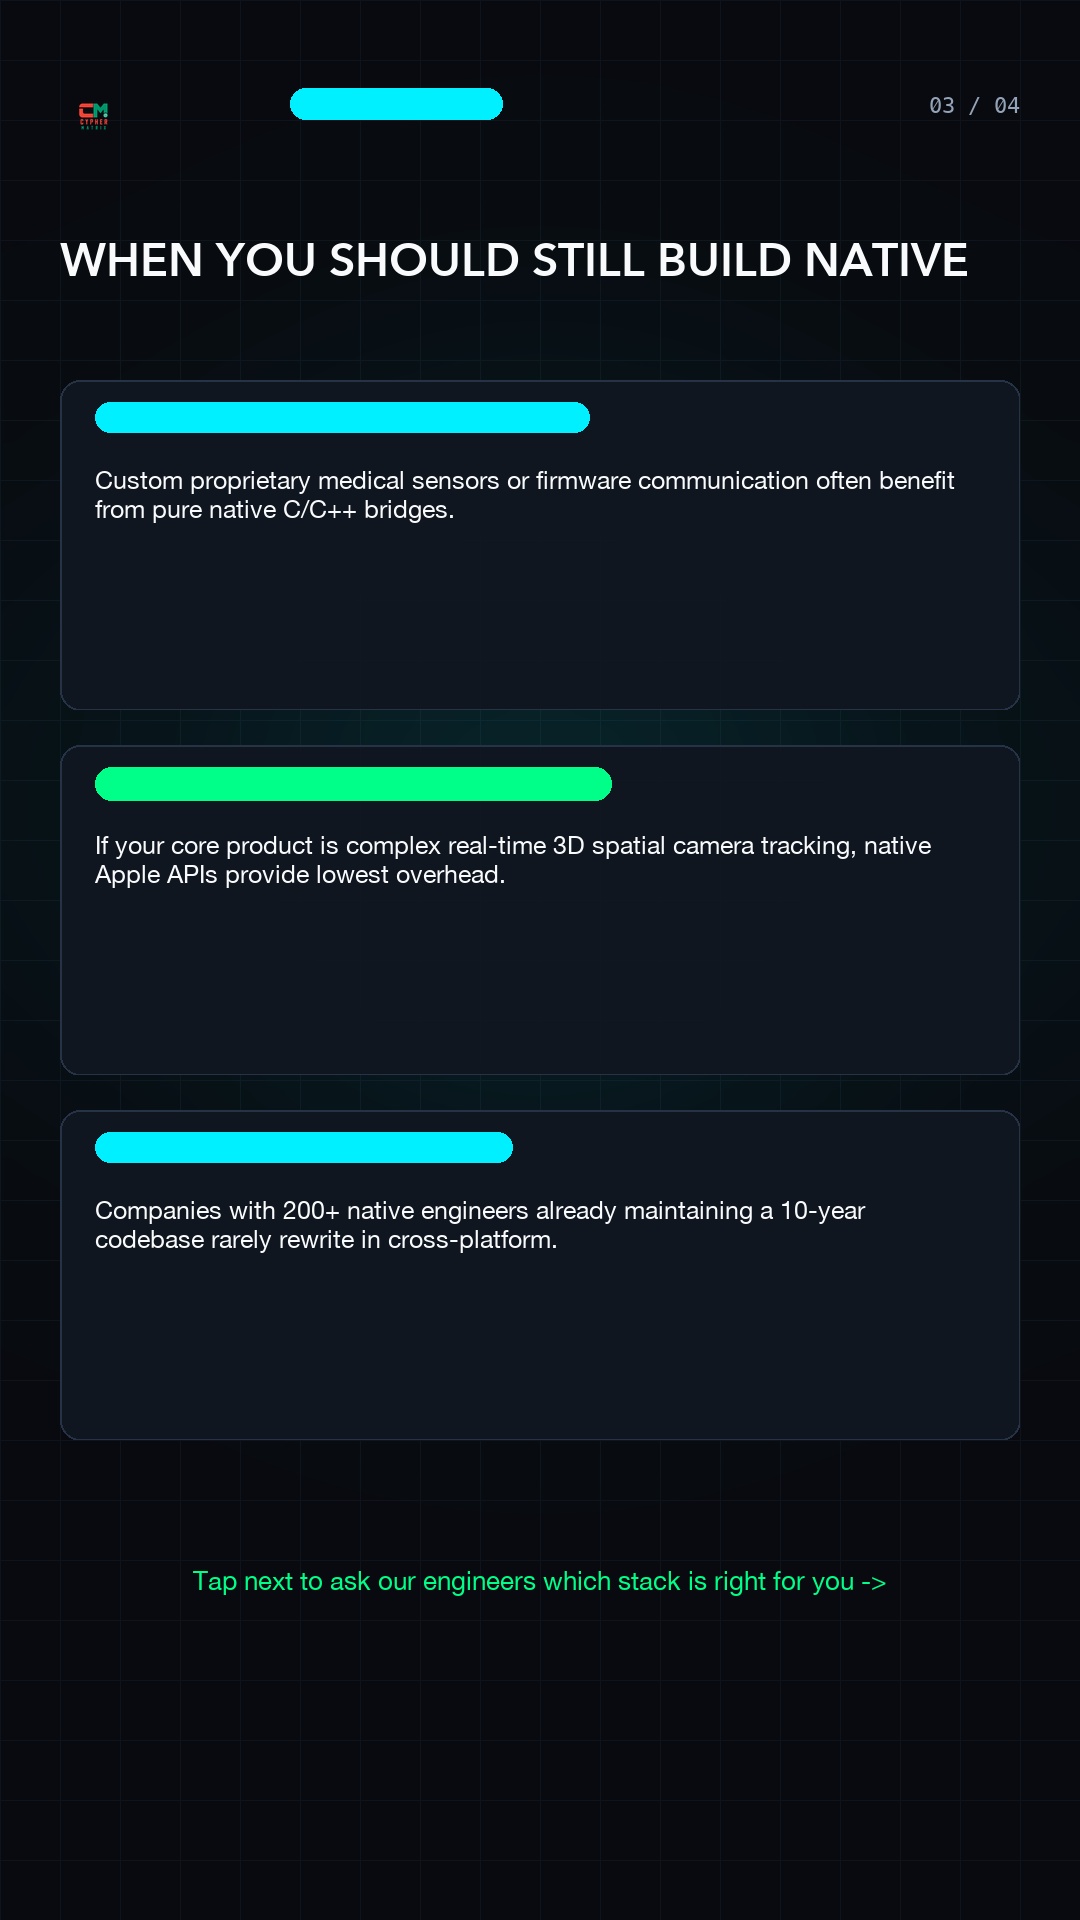 CM
CYPHER
MATRIX
03 / 04
WHEN YOU SHOULD STILL BUILD NATIVE
Custom proprietary medical sensors or firmware communication often benefit
from pure native C/C++ bridges.
If your core product is complex real-time 3D spatial camera tracking, native
Apple APIs provide lowest overhead.
Companies with 200+ native engineers already maintaining a 10-year
codebase rarely rewrite in cross-platform.
Tap next to ask our engineers which stack is right for you ->